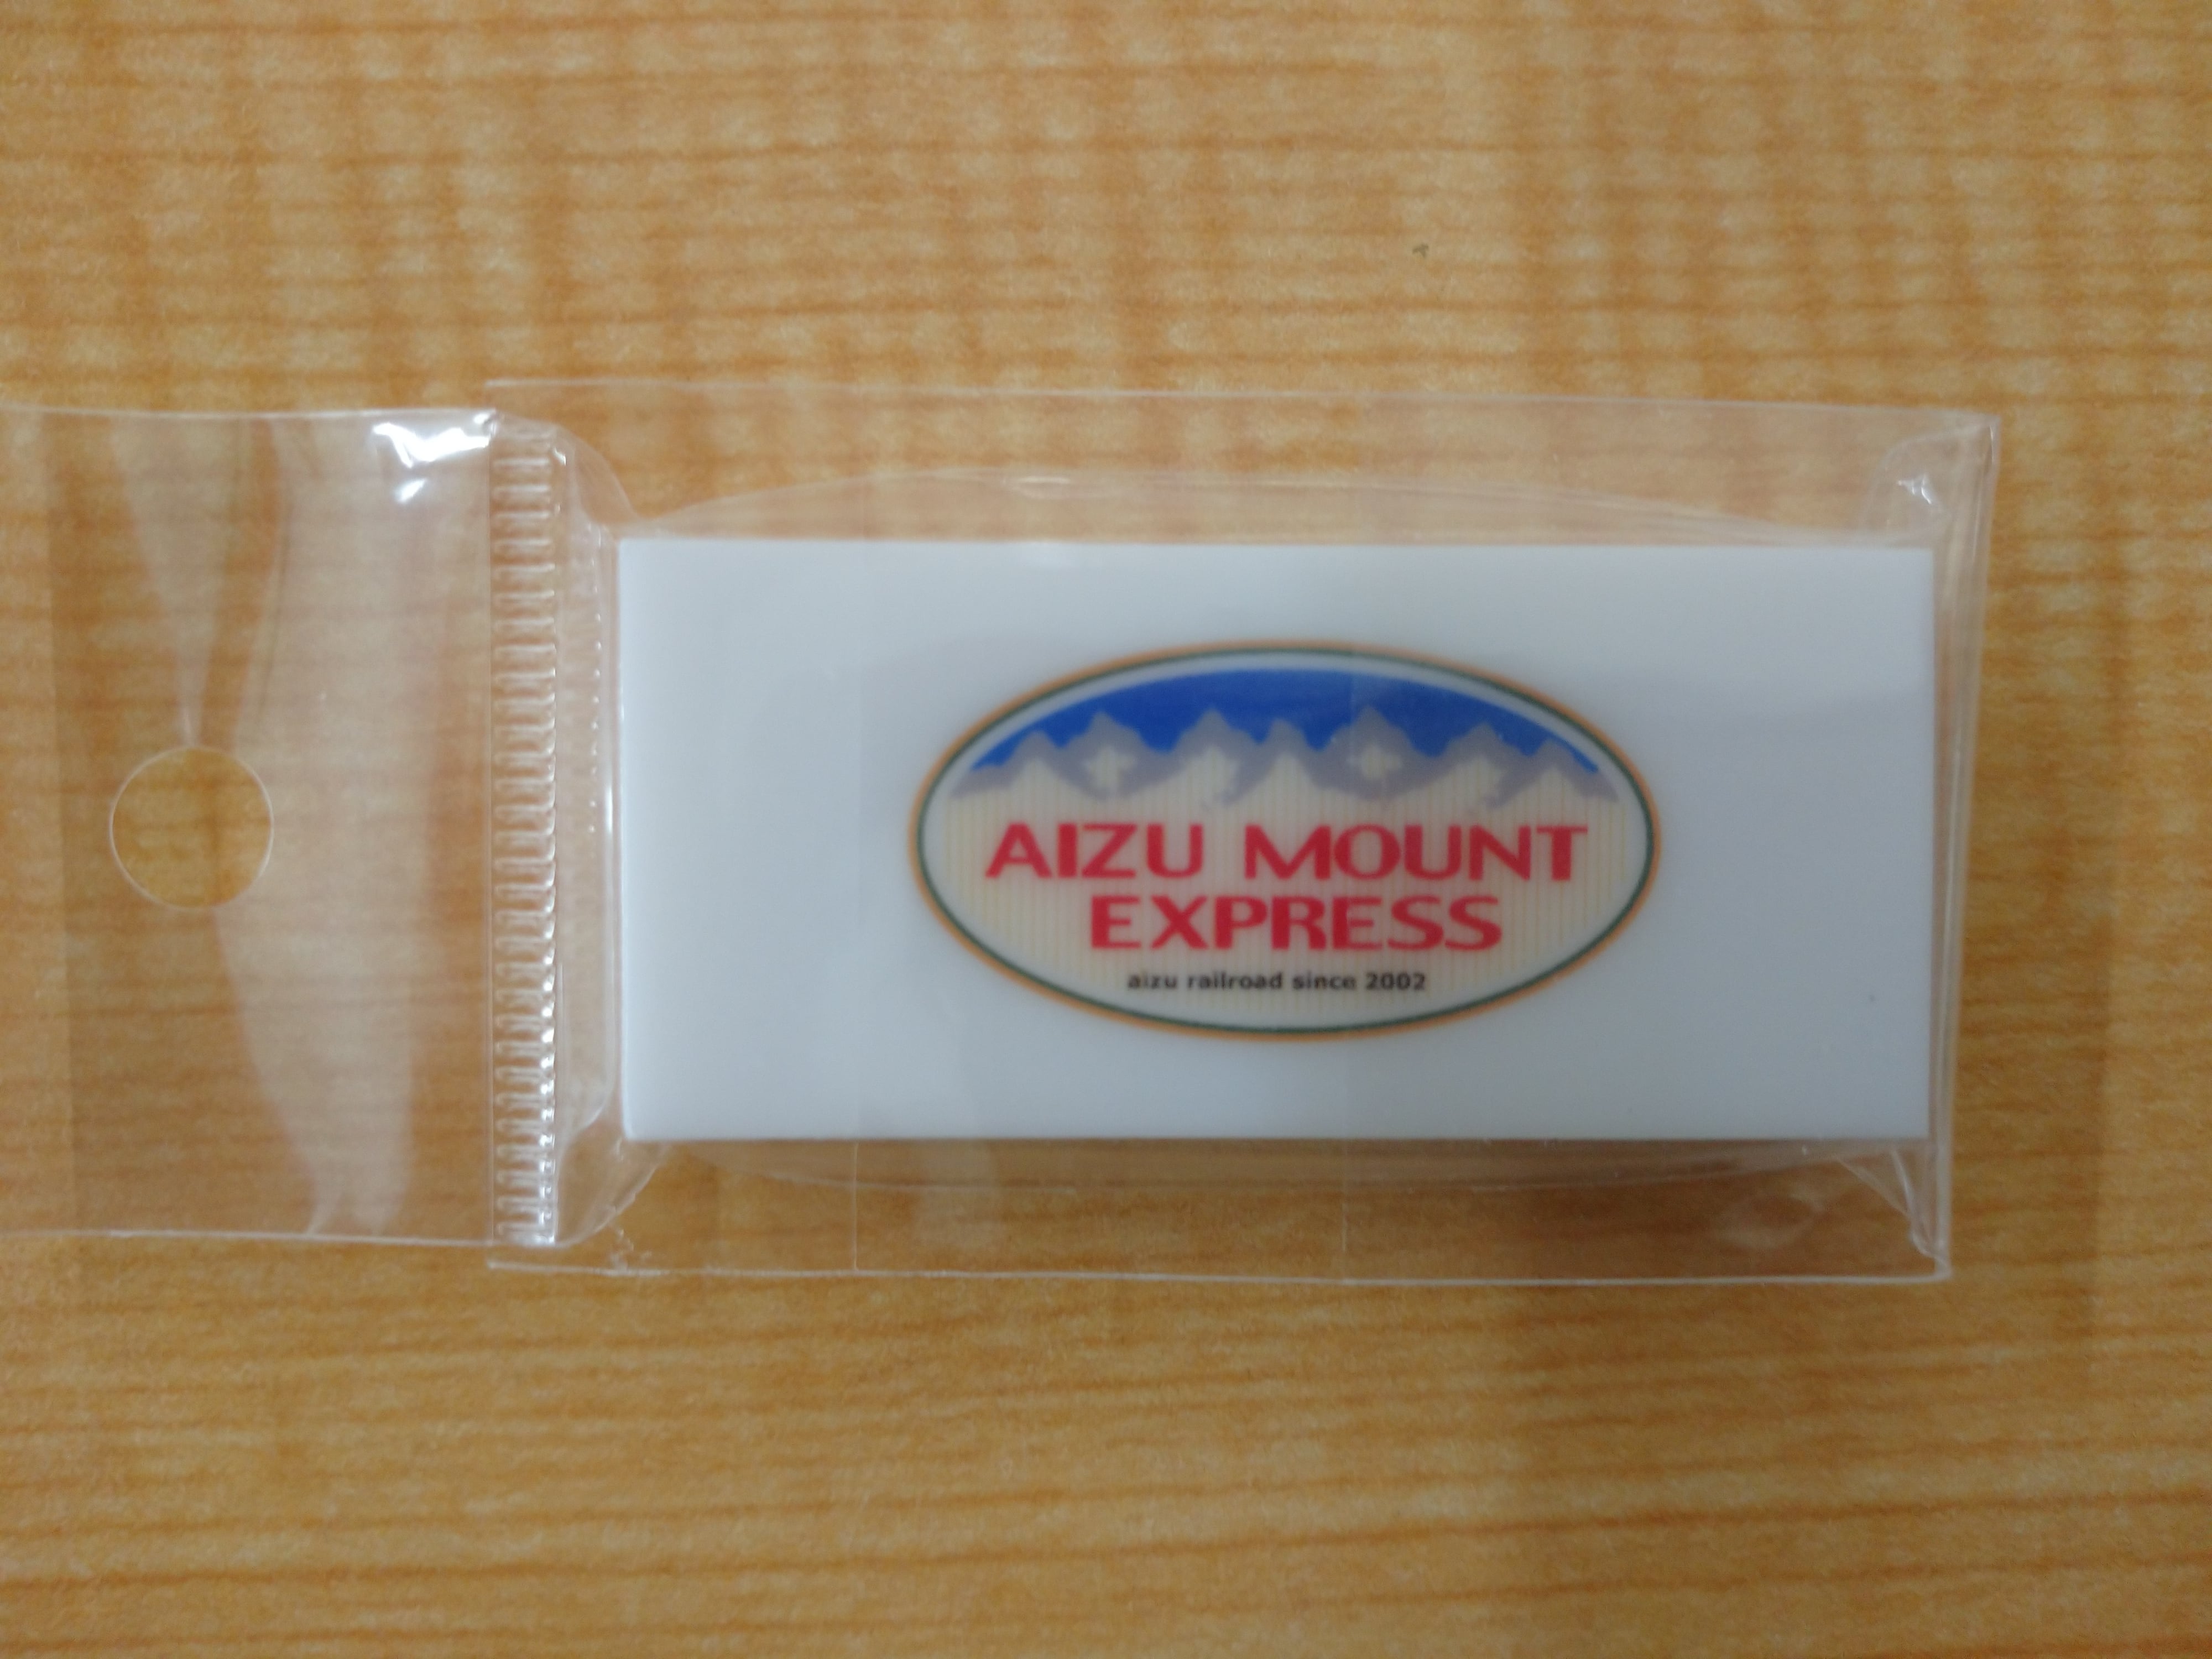 AIZU MOUNT
EXPRESS
aizu railroad since 2002